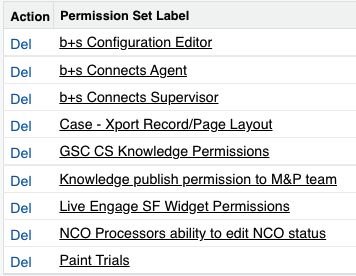 Action Permission Set Label
Del b+s Configuration Editor
Del b+s Connects Agent
Del b+s Connects Supervisor
Del Case - Xport Record/Page Layout
Del GSC CS Knowledge Permissions
Del Knowledge publish permission to M&P team
Del Live Engage SF Widget Permissions
Del NCO Processors ability to edit NCO status
Del Paint Trials